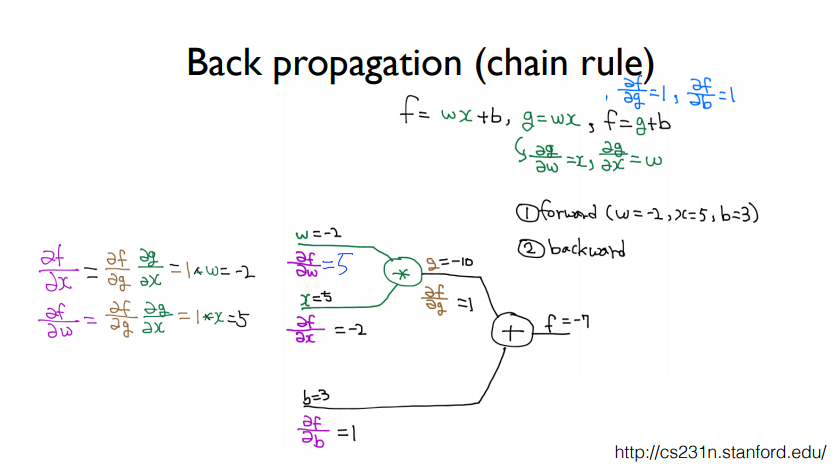 Back propagation (chain rule)
, ∂f/∂g = 1 , ∂f/∂b = 1
f = wx+b, g = wx , f = g+b
↳ ∂g/∂w = x, ∂g/∂x = w
① forward (w = -2, x = 5, b = 3)
② backward
∂f/∂x = ∂f/∂g ∂g/∂x = 1 * w = -2
∂f/∂w = ∂f/∂g ∂g/∂x = 1 * x = 5
w = -2
∂f/∂w = 5
*
g = -10
x = 5
∂f/∂g = 1
∂f/∂x = -2
+
f = -7
b = 3
∂f/∂b = 1
http://cs231n.stanford.edu/